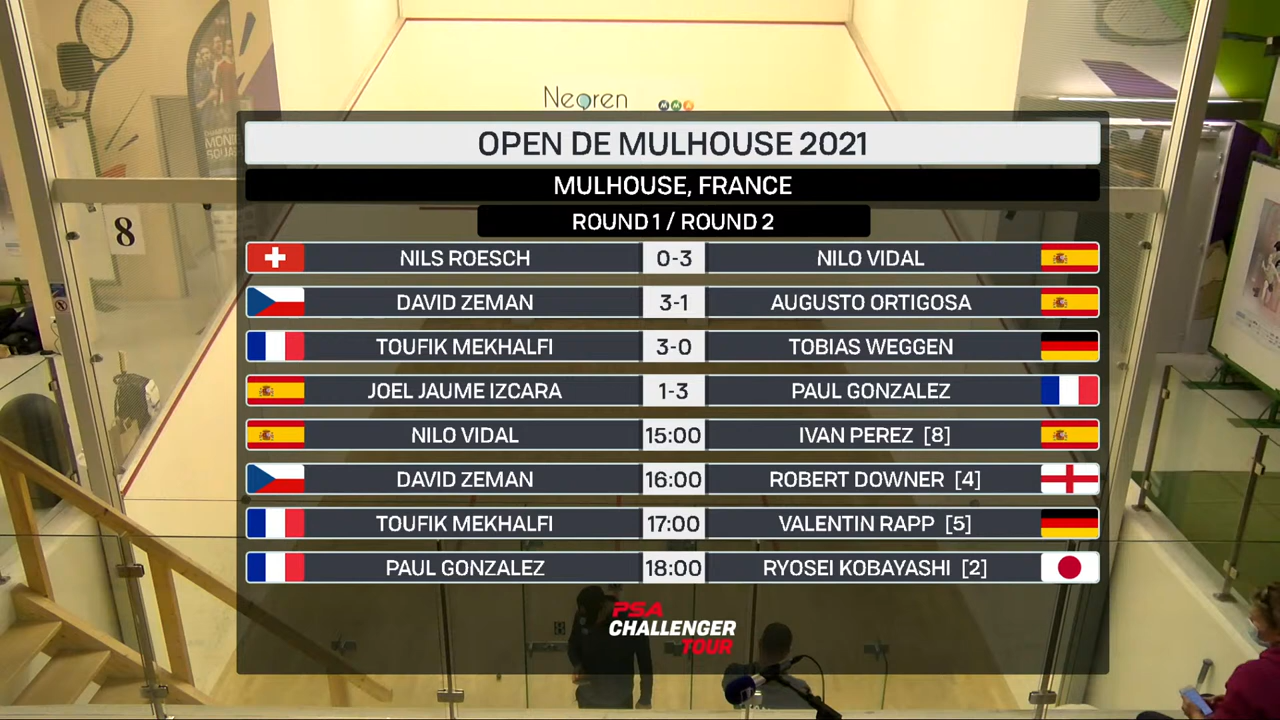 Neoren
M M A
OPEN DE MULHOUSE 2021
MULHOUSE, FRANCE
ROUND 1 / ROUND 2
8
NILS ROESCH 0-3 NILO VIDAL
DAVID ZEMAN 3-1 AUGUSTO ORTIGOSA
TOUFIK MEKHALFI 3-0 TOBIAS WEGGEN
JOEL JAUME IZCARA 1-3 PAUL GONZALEZ
NILO VIDAL 15:00 IVAN PEREZ [8]
DAVID ZEMAN 16:00 ROBERT DOWNER [4]
TOUFIK MEKHALFI 17:00 VALENTIN RAPP [5]
PAUL GONZALEZ 18:00 RYOSEI KOBAYASHI [2]
PSA
CHALLENGER
TOUR